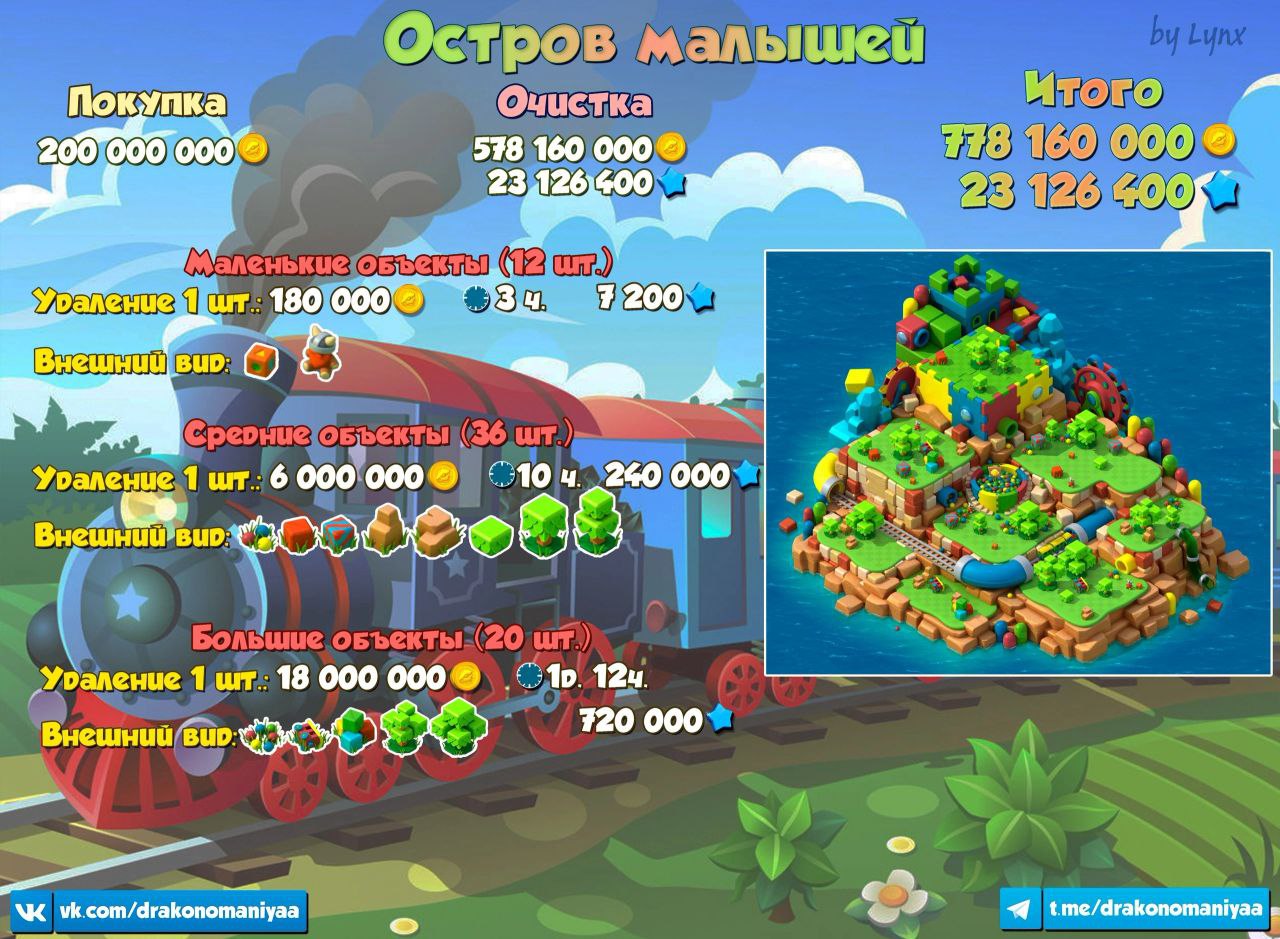 Остров малышей
by Lynx
Покупка
200 000 000
Очистка
578 160 000
23 126 400
Итого
778 160 000
23 126 400
Маленькие объекты (12 шт.)
Удаление 1 шт.: 180 000 3 ч. 7 200
Внешний вид:
Средние объекты (36 шт.)
Удаление 1 шт.: 6 000 000 10 ч. 240 000
Внешний вид:
Большие объекты (20 шт.)
Удаление 1 шт.: 18 000 000 1д. 12ч.
720 000
Внешний вид:
vk.com/drakonomaniyaa
t.me/drakonomaniyaa